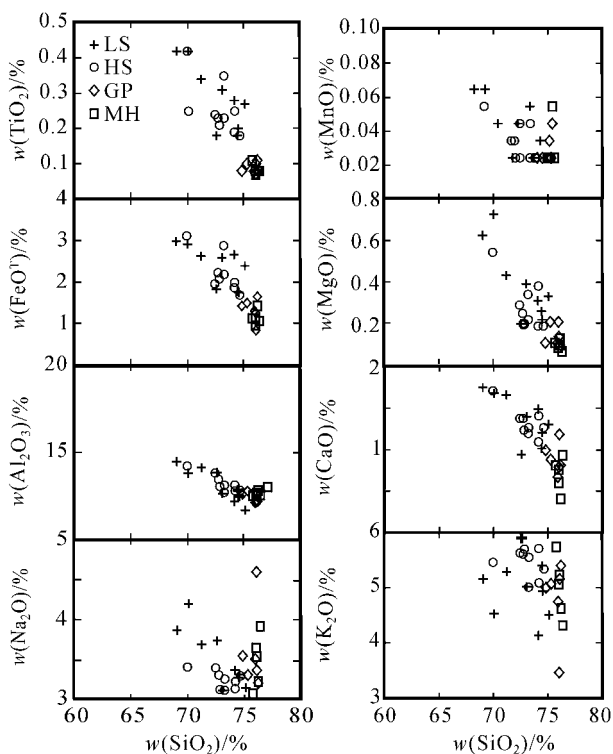 0.5
0.4
0.3
0.2
0.1
4
w(TiO₂)/%
LS
HS
GP
MH
3
2
1
20
w(FeOᵀ)/%
15
5
w(Al₂O₃)/%
4
3
w(Na₂O)/%
60 65 70 75 80
w(SiO₂)/%
0.10
0.08
0.06
0.04
0.02
0.8
w(MnO)/%
0.6
0.4
0.2
2
w(MgO)/%
1
6
w(CaO)/%
5
4
3
w(K₂O)/%
60 65 70 75 80
w(SiO₂)/%